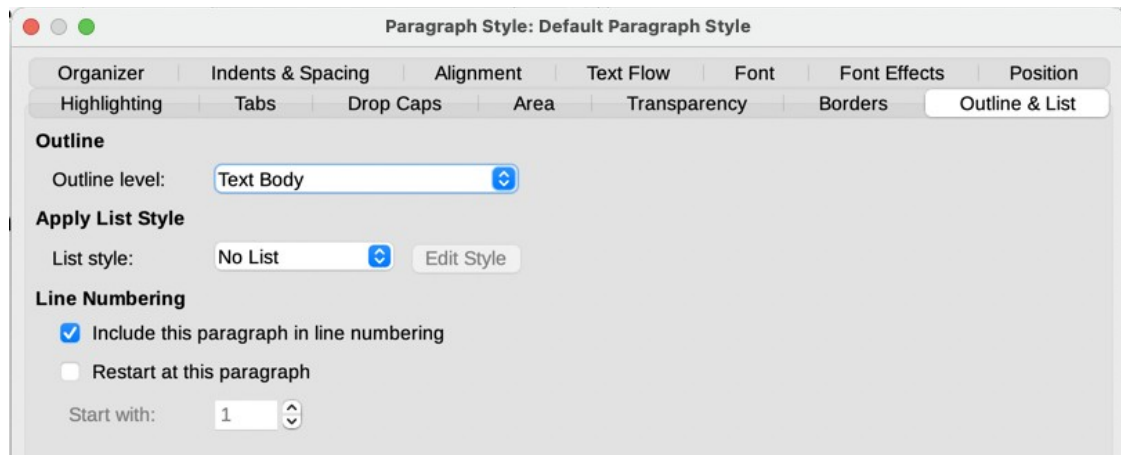 Paragraph Style: Default Paragraph Style
Organizer Indents & Spacing Alignment Text Flow Font Font Effects Position
Highlighting Tabs Drop Caps Area Transparency Borders Outline & List
Outline
Outline level: Text Body
Apply List Style
List style: No List Edit Style
Line Numbering
Include this paragraph in line numbering
Restart at this paragraph
Start with: 1